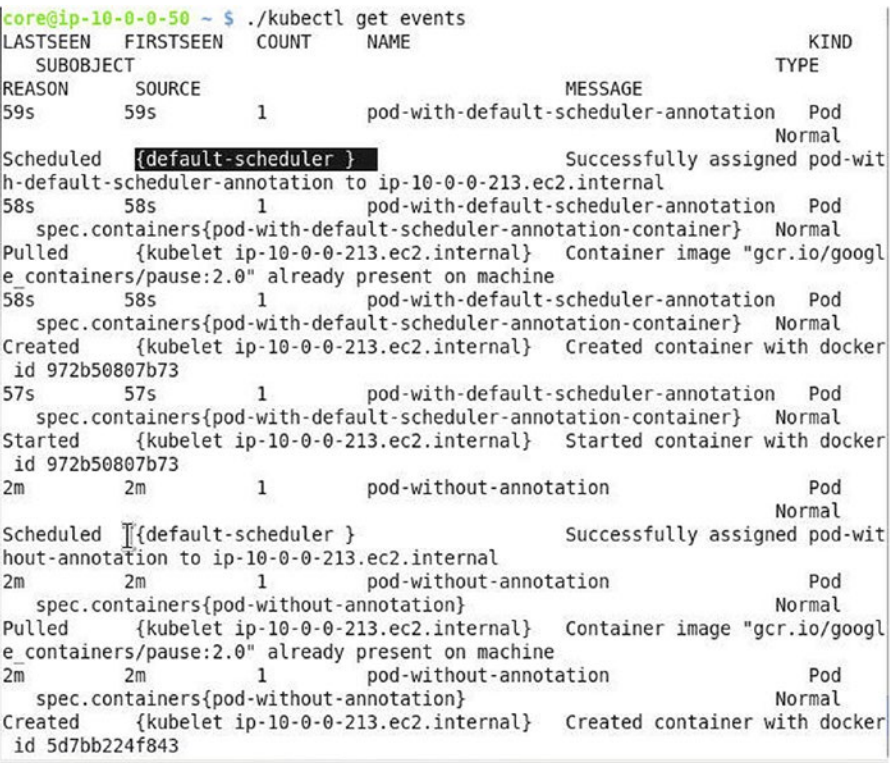 core@ip-10-0-0-50 ~ $ ./kubectl get events
LASTSEEN   FIRSTSEEN   COUNT     NAME                                    KIND
    SUBOBJECT                                                        TYPE
REASON      SOURCE                                 MESSAGE
59s        59s         1         pod-with-default-scheduler-annotation   Pod
                                                                     Normal
Scheduled   {default-scheduler }                   Successfully assigned pod-wit
h-default-scheduler-annotation to ip-10-0-0-213.ec2.internal
58s        58s         1         pod-with-default-scheduler-annotation   Pod
    spec.containers{pod-with-default-scheduler-annotation-container}   Normal
Pulled      {kubelet ip-10-0-0-213.ec2.internal}   Container image "gcr.io/googl
e_containers/pause:2.0" already present on machine
58s        58s         1         pod-with-default-scheduler-annotation   Pod
    spec.containers{pod-with-default-scheduler-annotation-container}   Normal
Created     {kubelet ip-10-0-0-213.ec2.internal}   Created container with docker
 id 972b50807b73
57s        57s         1         pod-with-default-scheduler-annotation   Pod
    spec.containers{pod-with-default-scheduler-annotation-container}   Normal
Started     {kubelet ip-10-0-0-213.ec2.internal}   Started container with docker
 id 972b50807b73
2m         2m          1         pod-without-annotation                  Pod
                                                                     Normal
Scheduled   {default-scheduler }                   Successfully assigned pod-wit
hout-annotation to ip-10-0-0-213.ec2.internal
2m         2m          1         pod-without-annotation                  Pod
    spec.containers{pod-without-annotation}                            Normal
Pulled      {kubelet ip-10-0-0-213.ec2.internal}   Container image "gcr.io/googl
e_containers/pause:2.0" already present on machine
2m         2m          1         pod-without-annotation                  Pod
    spec.containers{pod-without-annotation}                            Normal
Created     {kubelet ip-10-0-0-213.ec2.internal}   Created container with docker
 id 5d7bb224f843